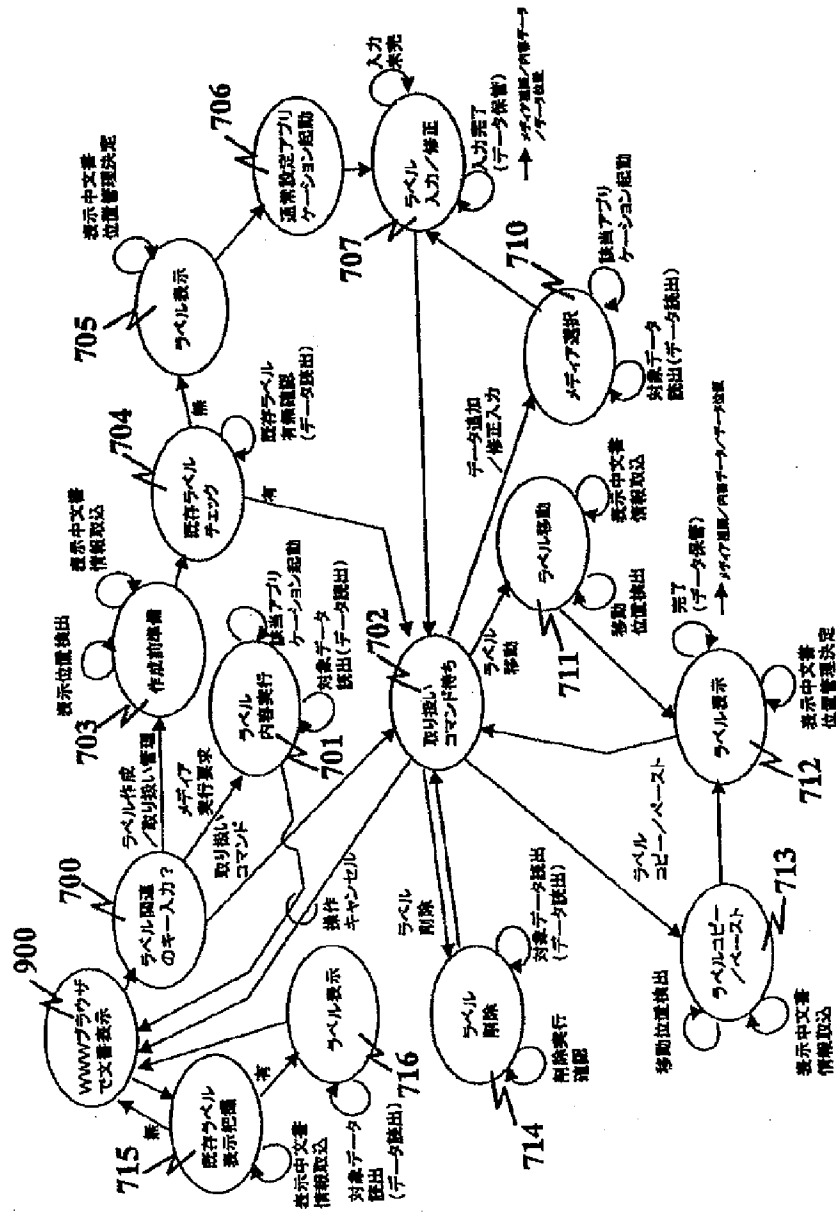 900
WWWブラウザ
で文書表示
700
ラベル関連
のキー入力?
ラベル作成
/取り扱い管理
メディア
実行要求
取り扱い
コマンド
703
作成前準備
表示位置検出
表示中文書
情報取込
704
既存ラベル
チェック
既存ラベル
有無確認
(データ読出)
無
有
705
ラベル表示
表示中文書
位置管理決定
706
通常設定アプリ
ケーション起動
707
ラベル
入力/修正
入力
未完
入力完了
(データ保管)
メディア種類/内容データ
/データ位置
701
ラベル
内容実行
該当アプリ
ケーション起動
対象データ
読出(データ読出)
操作
キャンセル
702
取り扱い
コマンド待ち
データ追加
/修正入力
710
メディア選択
該当アプリ
ケーション起動
対象データ
読出(データ読出)
ラベル
移動
711
ラベル移動
移動
位置検出
表示中文書
情報取込
712
ラベル表示
完了
(データ保管)
メディア種類/内容データ/データ位置
表示中文書
位置管理決定
ラベル
コピー/ペースト
713
ラベルコピー
/ペースト
移動位置検出
表示中文書
情報取込
ラベル
削除
714
ラベル
削除
削除実行
確認
対象データ読出
(データ読出)
715
既存ラベル
表示把握
無
有
表示中文書
情報取込
716
ラベル表示
対象データ
読出
(データ読出)